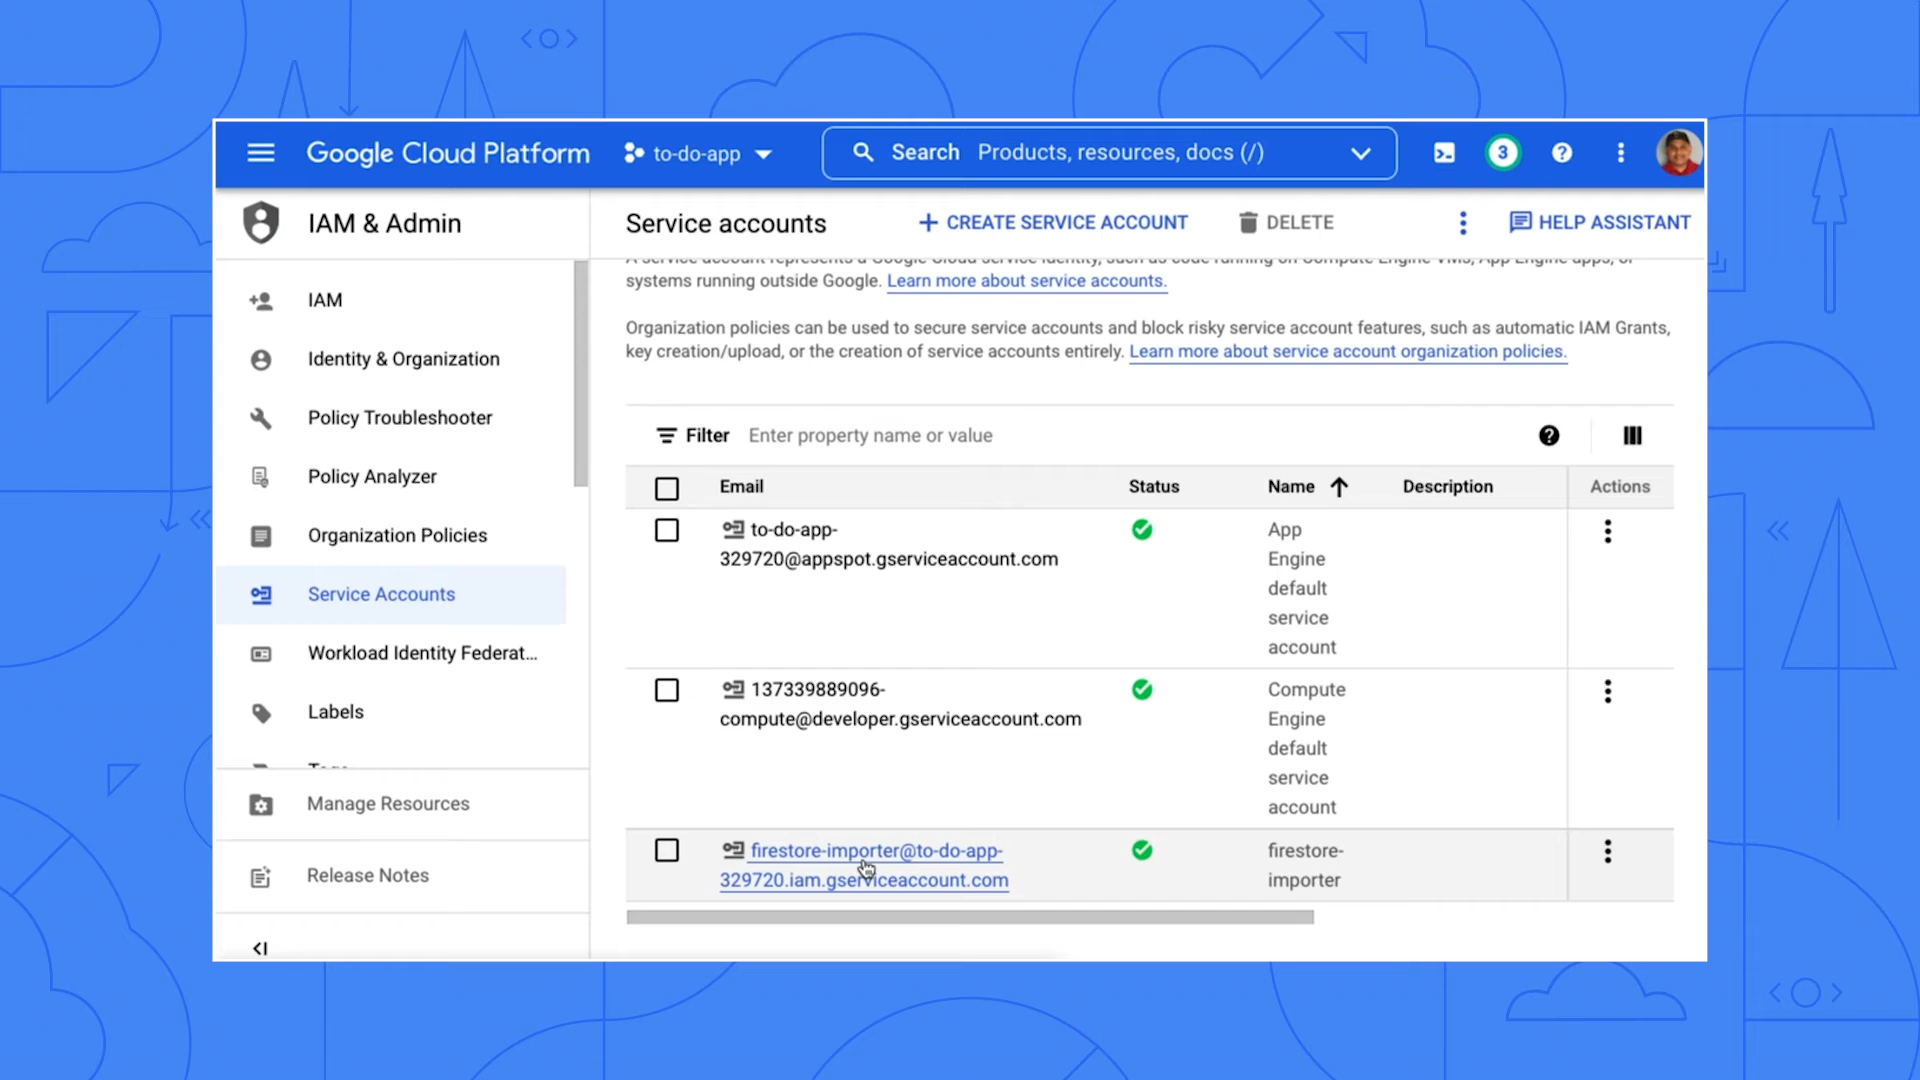 Google Cloud Platform
to-do-app
Search Products, resources, docs (/)
3
IAM & Admin
Service accounts
CREATE SERVICE ACCOUNT
DELETE
HELP ASSISTANT
A service account represents a Google Cloud service identity, such as code running on Compute Engine VMs, App Engine apps, or
systems running outside Google. Learn more about service accounts.
Organization policies can be used to secure service accounts and block risky service account features, such as automatic IAM Grants,
key creation/upload, or the creation of service accounts entirely. Learn more about service account organization policies.
IAM
Identity & Organization
Policy Troubleshooter
Policy Analyzer
Organization Policies
Service Accounts
Workload Identity Federat...
Labels
Tags
Manage Resources
Release Notes
Filter Enter property name or value
Email
Status
Name
Description
Actions
to-do-app-
329720@appspot.gserviceaccount.com
App
Engine
default
service
account
137339889096-
compute@developer.gserviceaccount.com
Compute
Engine
default
service
account
firestore-importer@to-do-app-
329720.iam.gserviceaccount.com
firestore-
importer